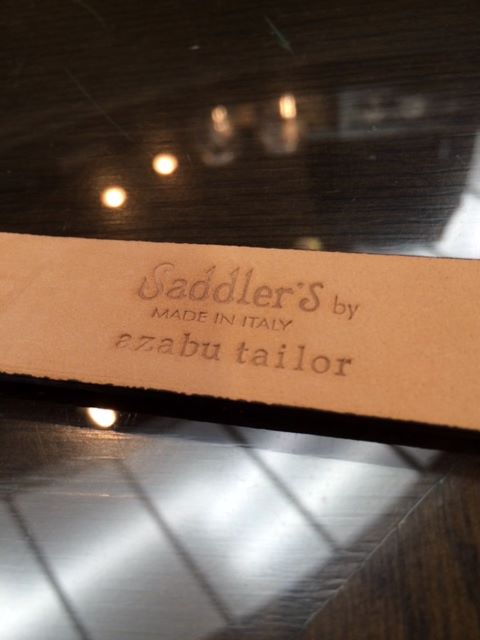 Saddler's by
MADE IN ITALY
azabu tailor